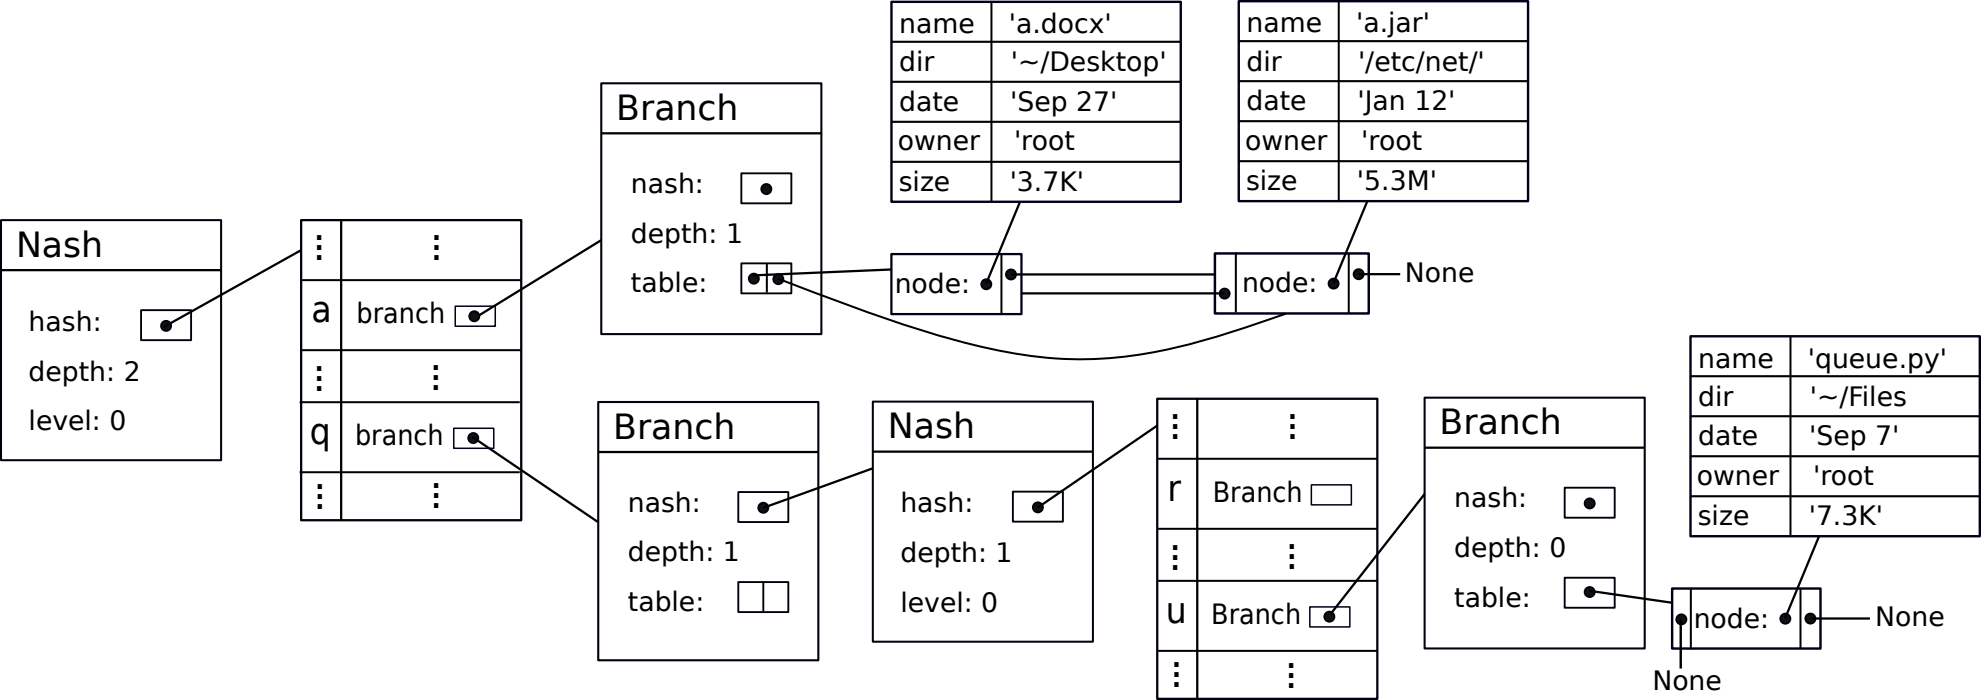 Nash
hash:
depth: 2
level: 0
⋮ ⋮
a branch
⋮ ⋮
q branch
⋮ ⋮
Branch
nash:
depth: 1
table:
name 'a.docx'
dir '~/Desktop'
date 'Sep 27'
owner 'root
size '3.7K'
node:
name 'a.jar'
dir '/etc/net/'
date 'Jan 12'
owner 'root
size '5.3M'
node:
None
Branch
nash:
depth: 1
table:
Nash
hash:
depth: 1
level: 0
⋮ ⋮
r Branch
⋮ ⋮
u Branch
⋮ ⋮
Branch
nash:
depth: 0
table:
name 'queue.py'
dir '~/Files
date 'Sep 7'
owner 'root
size '7.3K'
node:
None
None